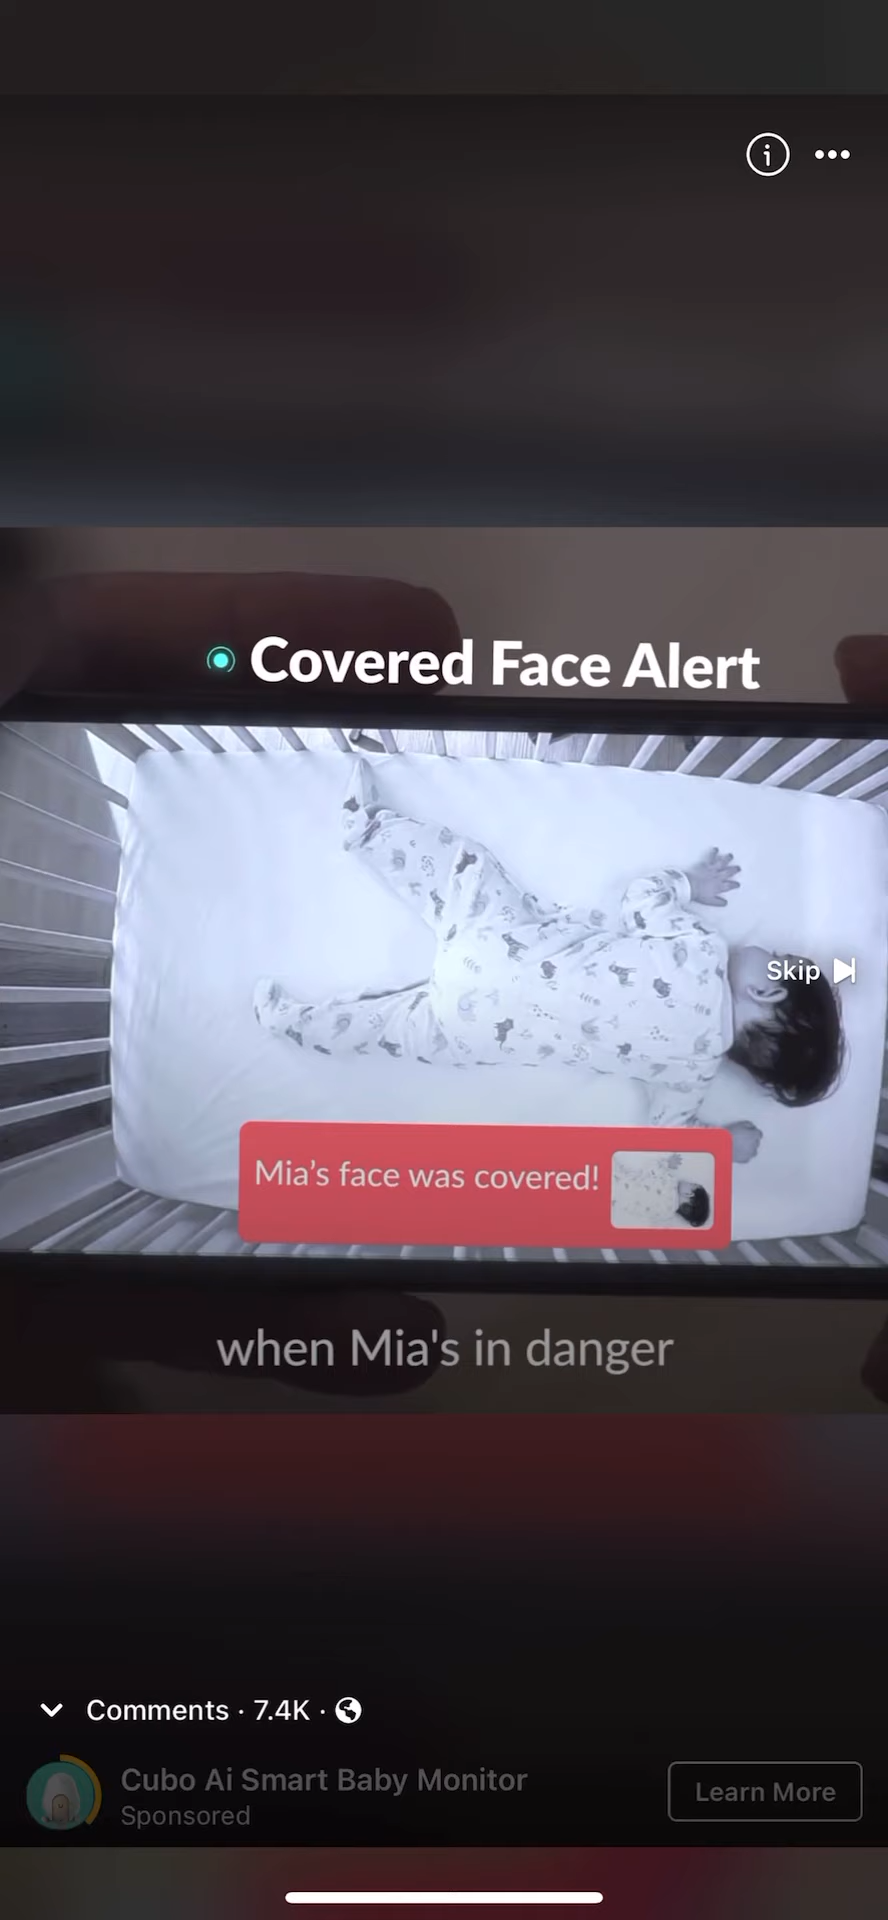 Covered Face Alert
Skip
Mia's face was covered!
when Mia's in danger
Comments · 7.4K ·
Cubo Ai Smart Baby Monitor
Sponsored
Learn More